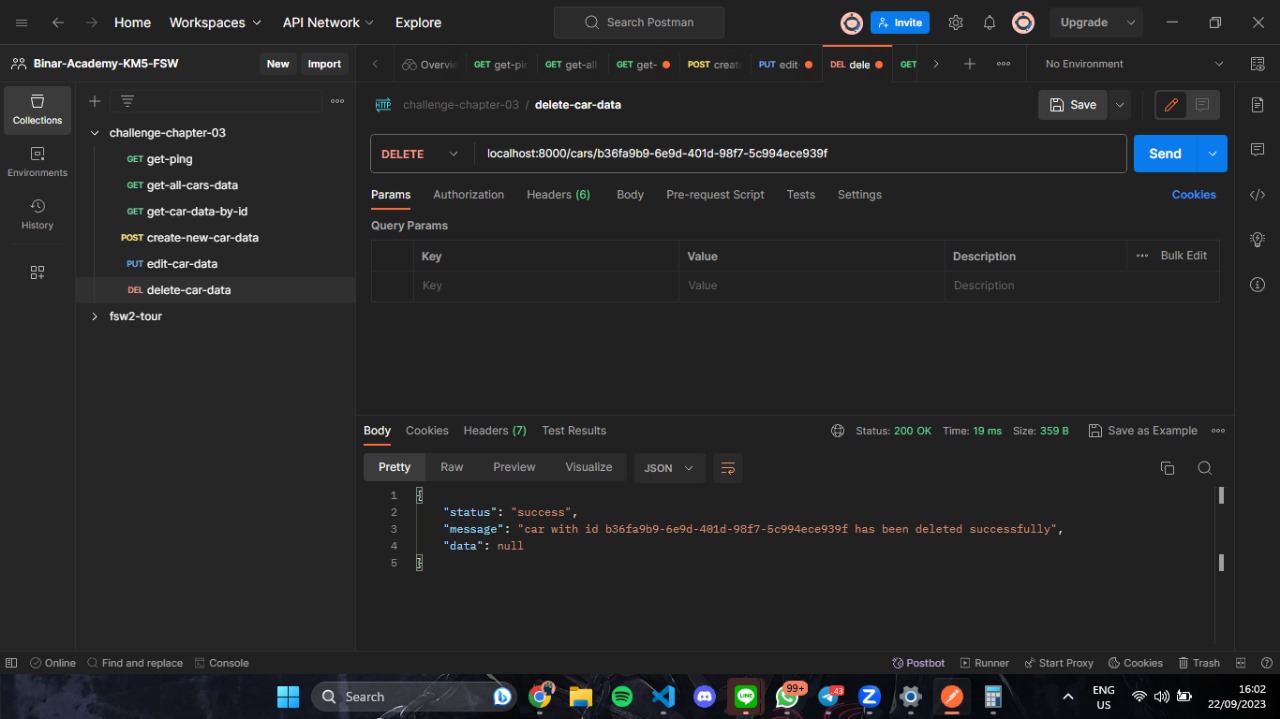 Home Workspaces API Network Explore Search Postman Invite Upgrade
Binar-Academy-KM5-FSW New Import Overvi GET get-pin GET get-all GET get- POST create PUT edit- DEL dele GET No Environment
Collections
Environments
History
challenge-chapter-03
GET get-ping
GET get-all-cars-data
GET get-car-data-by-id
POST create-new-car-data
PUT edit-car-data
DEL delete-car-data
fsw2-tour
HTTP challenge-chapter-03 / delete-car-data Save
DELETE localhost:8000/cars/b36fa9b9-6e9d-401d-98f7-5c994ece939f Send
Params Authorization Headers (6) Body Pre-request Script Tests Settings Cookies
Query Params
Key Value Description Bulk Edit
Key Value Description
Body Cookies Headers (7) Test Results Status: 200 OK Time: 19 ms Size: 359 B Save as Example
Pretty Raw Preview Visualize JSON
1 {
2 "status": "success",
3 "message": "car with id b36fa9b9-6e9d-401d-98f7-5c994ece939f has been deleted successfully",
4 "data": null
5 }
Online Find and replace Console Postbot Runner Start Proxy Cookies Trash
Search 99+ 43 ENG US 16:02 22/09/2023